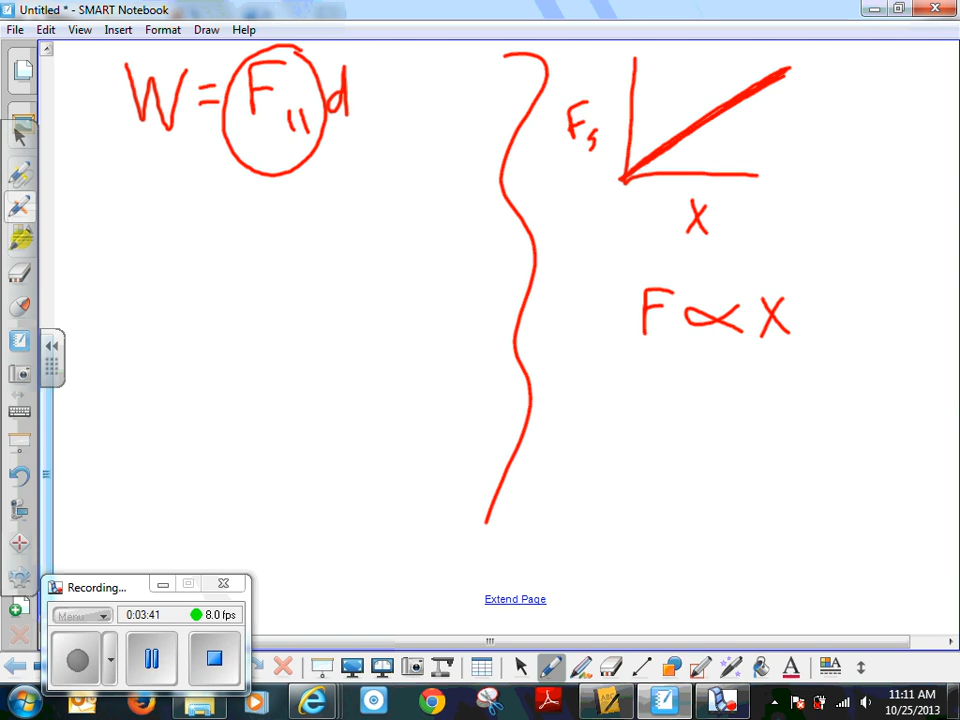 Untitled * - SMART Notebook
File Edit View Insert Format Draw Help
W = F∥ d
Fs
X
F ∝ X
Extend Page
Recording...
Menu 0:03:41 8.0 fps
11:11 AM
10/25/2013